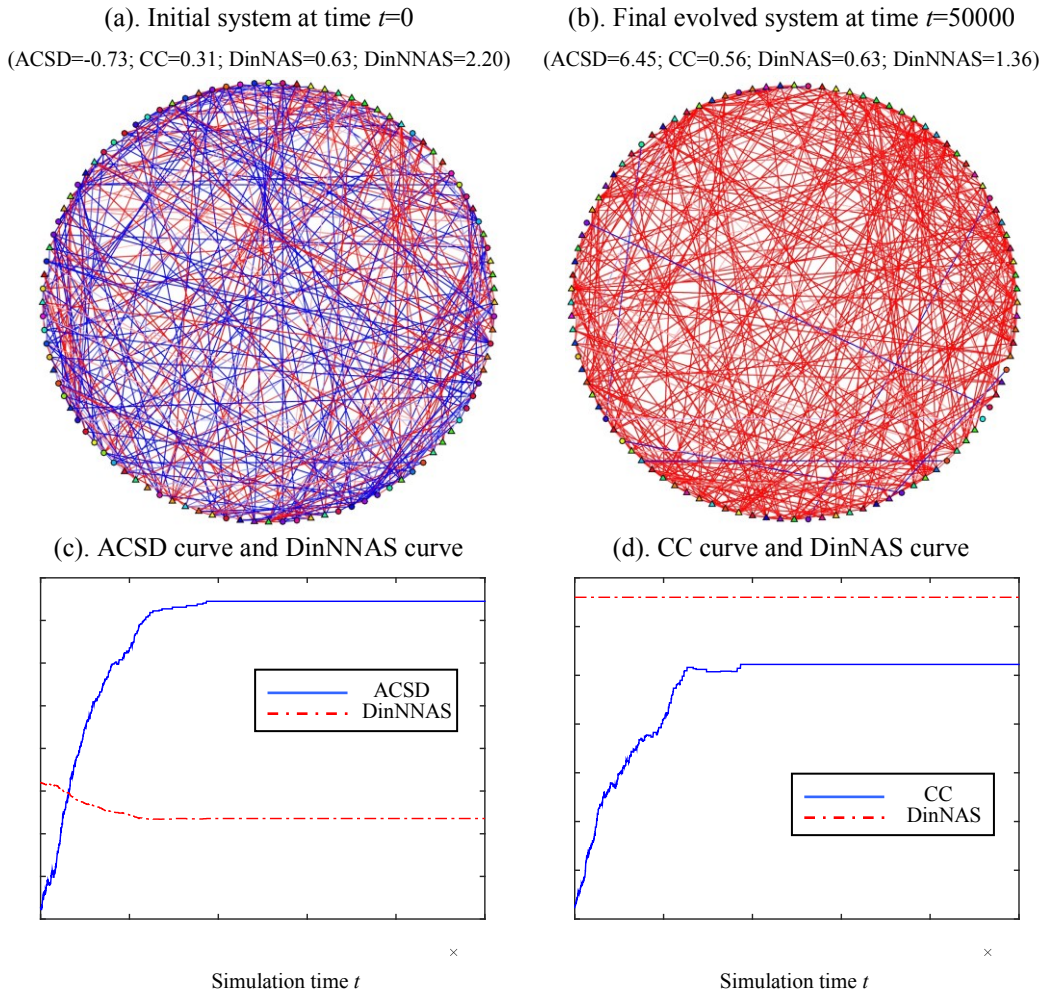 (a). Initial system at time t=0
(ACSD=-0.73; CC=0.31; DinNAS=0.63; DinNNAS=2.20)
(b). Final evolved system at time t=50000
(ACSD=6.45; CC=0.56; DinNAS=0.63; DinNNAS=1.36)
(c). ACSD curve and DinNNAS curve
ACSD
DinNNAS
×
Simulation time t
(d). CC curve and DinNAS curve
CC
DinNAS
×
Simulation time t